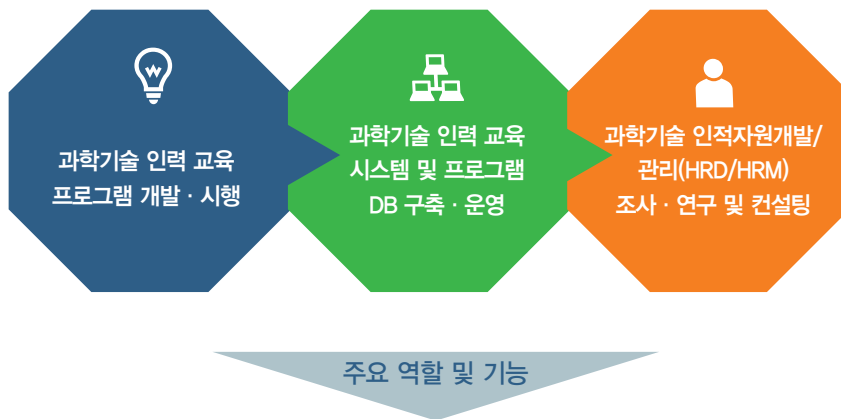 과학기술 인력 교육
프로그램 개발 · 시행
과학기술 인력 교육
시스템 및 프로그램
DB 구축 · 운영
과학기술 인적자원개발/
관리(HRD/HRM)
조사 · 연구 및 컨설팅
주요 역할 및 기능